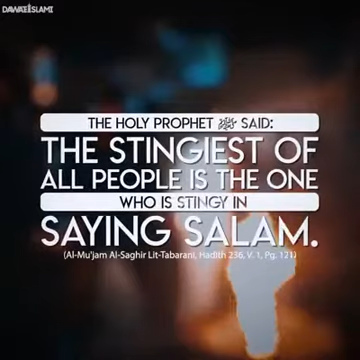 DAWATEISLAMI
THE HOLY PROPHET ﷺ SAID:
THE STINGIEST OF
ALL PEOPLE IS THE ONE
WHO IS STINGY IN
SAYING SALAM.
(Al-Mu'jam Al-Saghir Lit-Tabarani, Hadith 236, V. 1, Pg. 121)